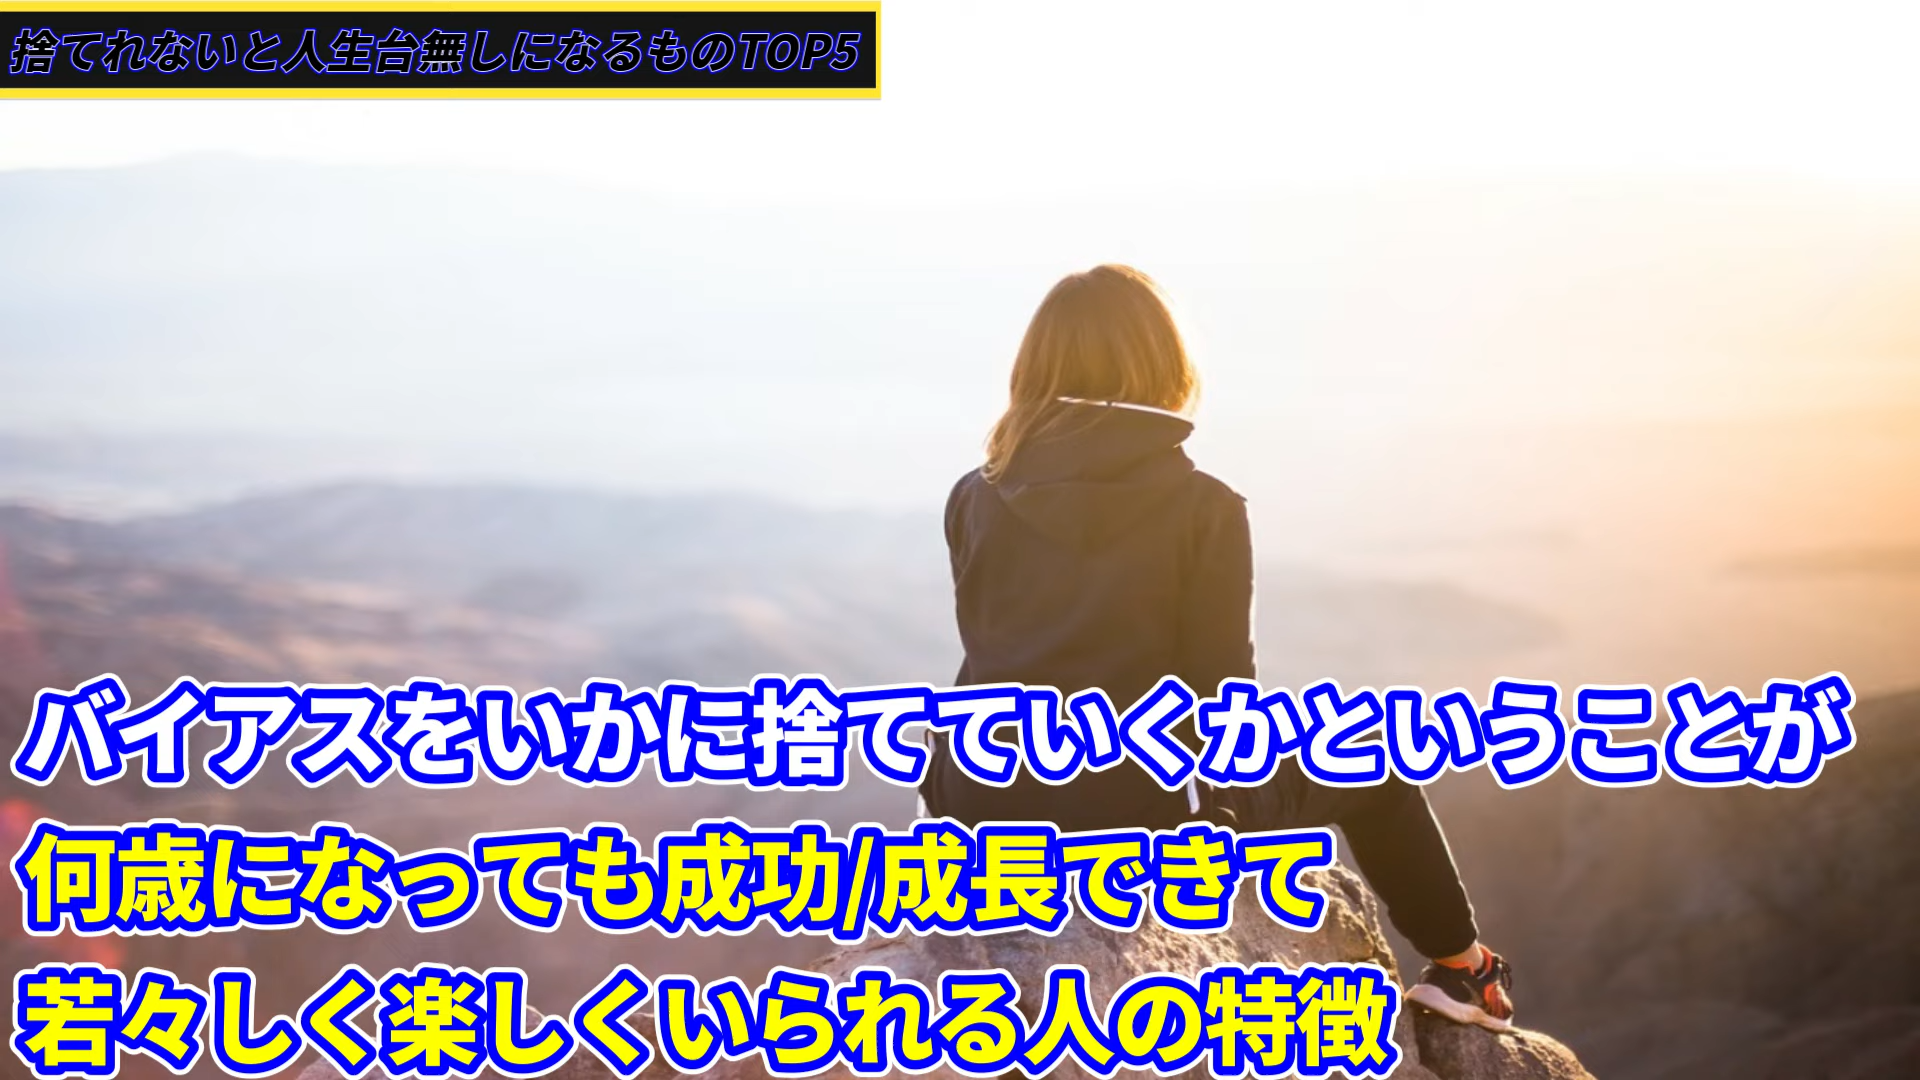 捨てれないと人生台無しになるものTOP5
バイアスをいかに捨てていくかということが
何歳になっても成功/成長できて
若々しく楽しくいられる人の特徴